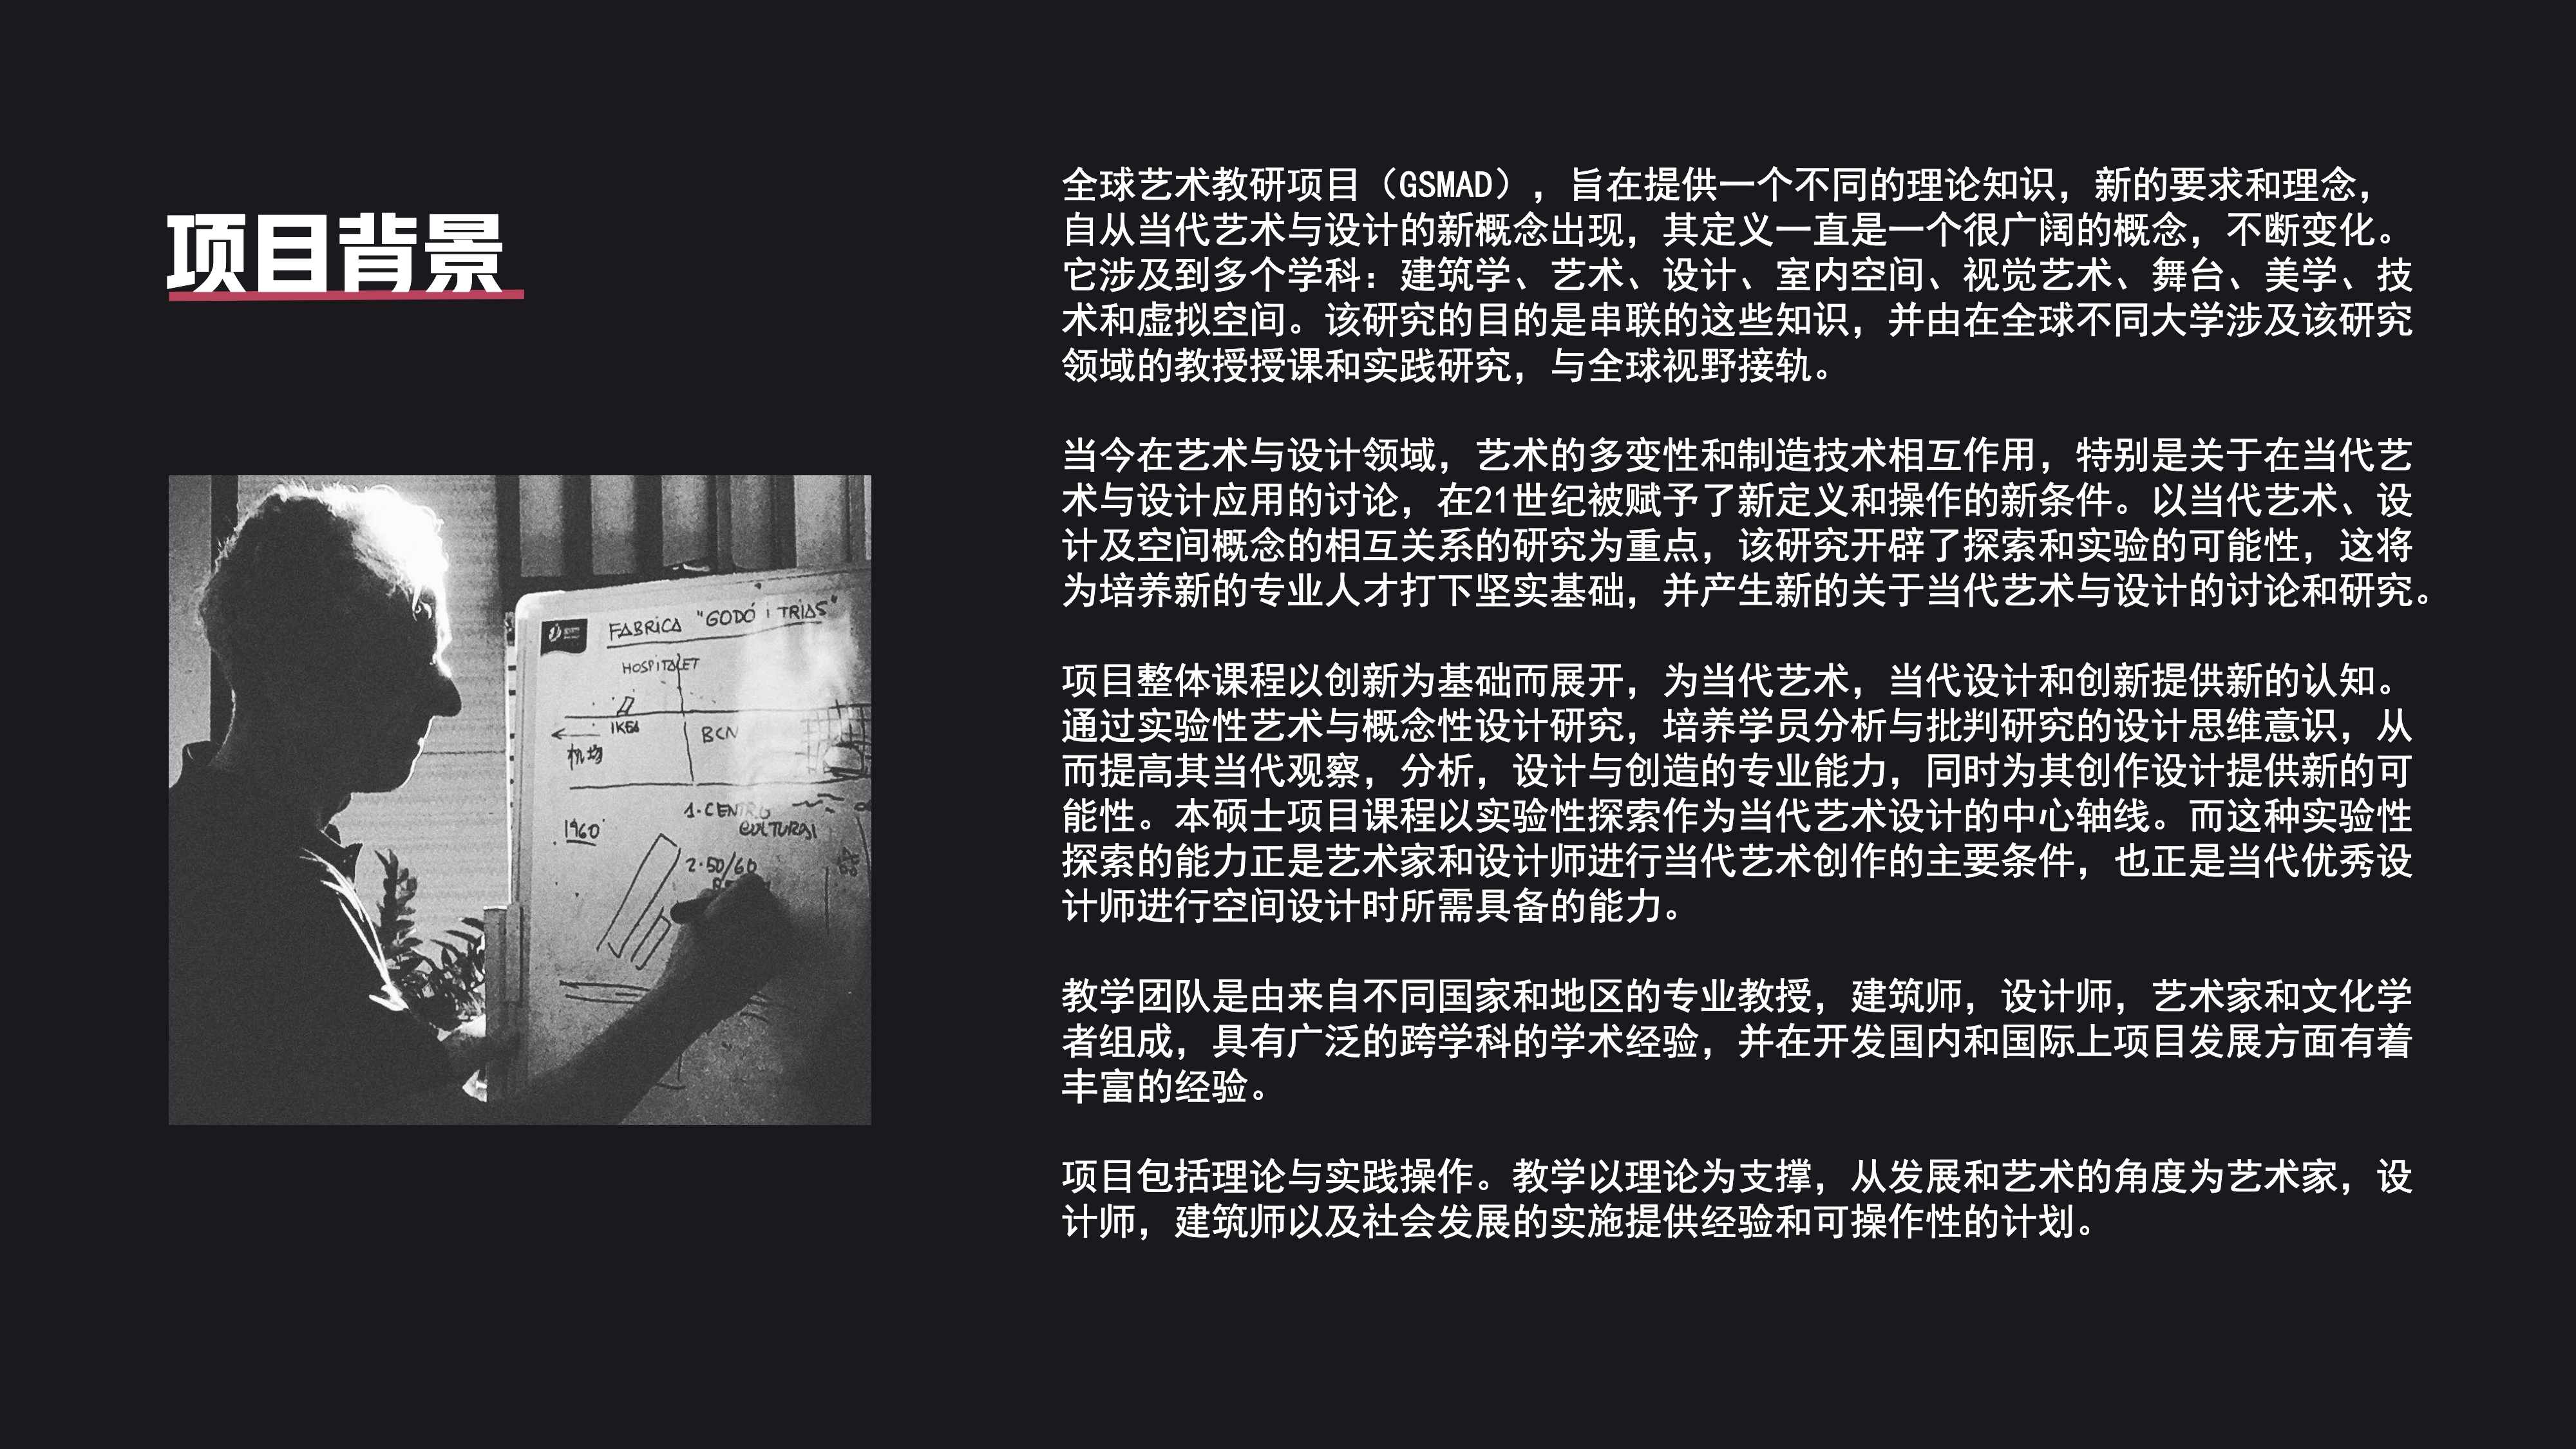 项目背景
全球艺术教研项目（GSMAD），旨在提供一个不同的理论知识，新的要求和理念，
自从当代艺术与设计的新概念出现，其定义一直是一个很广阔的概念，不断变化。
它涉及到多个学科：建筑学、艺术、设计、室内空间、视觉艺术、舞台、美学、技
术和虚拟空间。该研究的目的是串联的这些知识，并由在全球不同大学涉及该研究
领域的教授授课和实践研究，与全球视野接轨。
当今在艺术与设计领域，艺术的多变性和制造技术相互作用，特别是关于在当代艺
术与设计应用的讨论，在21世纪被赋予了新定义和操作的新条件。以当代艺术、设
计及空间概念的相互关系的研究为重点，该研究开辟了探索和实验的可能性，这将
为培养新的专业人才打下坚实基础，并产生新的关于当代艺术与设计的讨论和研究。
项目整体课程以创新为基础而展开，为当代艺术，当代设计和创新提供新的认知。
通过实验性艺术与概念性设计研究，培养学员分析与批判研究的设计思维意识，从
而提高其当代观察，分析，设计与创造的专业能力，同时为其创作设计提供新的可
能性。本硕士项目课程以实验性探索作为当代艺术设计的中心轴线。而这种实验性
探索的能力正是艺术家和设计师进行当代艺术创作的主要条件，也正是当代优秀设
计师进行空间设计时所需具备的能力。
教学团队是由来自不同国家和地区的专业教授，建筑师，设计师，艺术家和文化学
者组成，具有广泛的跨学科的学术经验，并在开发国内和国际上项目发展方面有着
丰富的经验。
项目包括理论与实践操作。教学以理论为支撑，从发展和艺术的角度为艺术家，设
计师，建筑师以及社会发展的实施提供经验和可操作性的计划。
FABRICA "GODÓ i TRIAS"
HOSPITALET
IKEA
BCN
机场
1·CENTRO
CULTURAL
1960
2·50/60